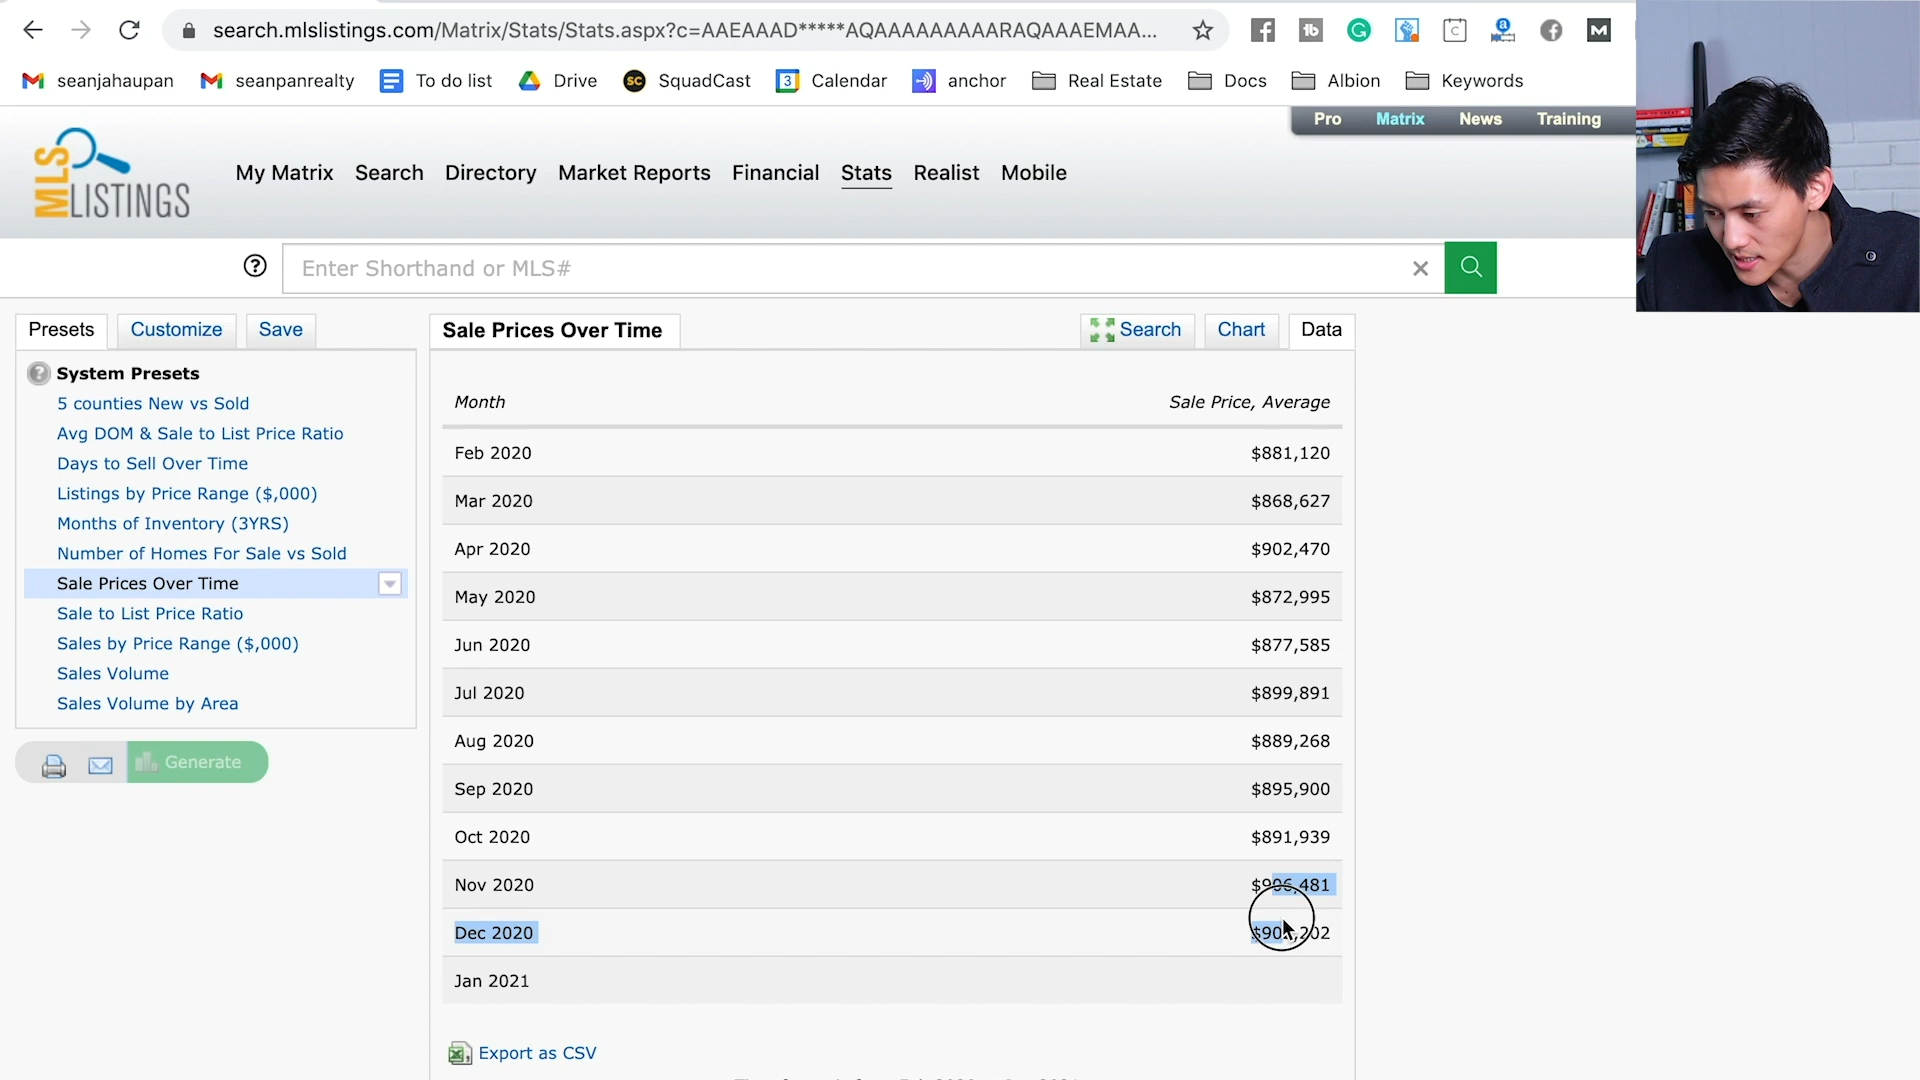 search.mlslistings.com/Matrix/Stats/Stats.aspx?c=AAEAAAD*****AQAAAAAAAAARAQAAAEMAA...
seanjahaupan seanpanrealty To do list Drive SquadCast Calendar anchor Real Estate Docs Albion Keywords
Pro Matrix News Training
MLS LISTINGS
My Matrix Search Directory Market Reports Financial Stats Realist Mobile
Enter Shorthand or MLS#
Presets Customize Save
Sale Prices Over Time Search Chart Data
System Presets
5 counties New vs Sold
Avg DOM & Sale to List Price Ratio
Days to Sell Over Time
Listings by Price Range ($,000)
Months of Inventory (3YRS)
Number of Homes For Sale vs Sold
Sale Prices Over Time
Sale to List Price Ratio
Sales by Price Range ($,000)
Sales Volume
Sales Volume by Area
Generate
Month Sale Price, Average
Feb 2020 $881,120
Mar 2020 $868,627
Apr 2020 $902,470
May 2020 $872,995
Jun 2020 $877,585
Jul 2020 $899,891
Aug 2020 $889,268
Sep 2020 $895,900
Oct 2020 $891,939
Nov 2020 $906,481
Dec 2020
Jan 2021
Export as CSV